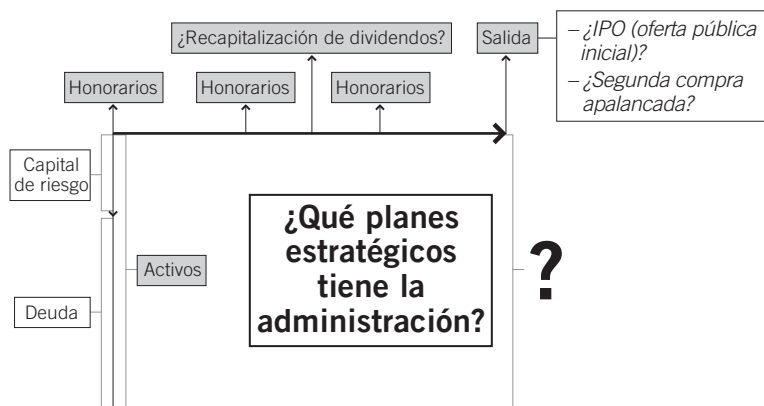 ¿Recapitalización de dividendos?
Salida
– ¿IPO (oferta pública
inicial)?
– ¿Segunda compra
apalancada?
Honorarios
Honorarios
Honorarios
Capital
de riesgo
¿Qué planes
estratégicos
tiene la
administración?
?
Activos
Deuda